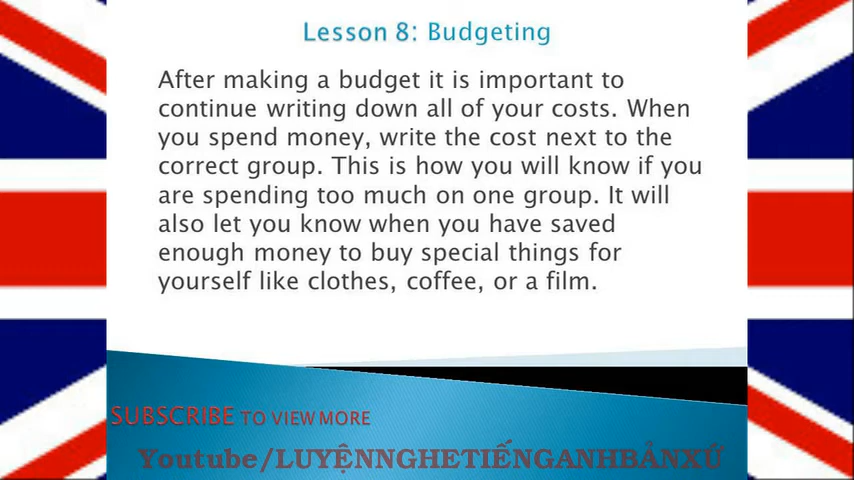 Lesson 8: Budgeting
After making a budget it is important to
continue writing down all of your costs. When
you spend money, write the cost next to the
correct group. This is how you will know if you
are spending too much on one group. It will
also let you know when you have saved
enough money to buy special things for
yourself like clothes, coffee, or a film.
SUBSCRIBE TO VIEW MORE
Youtube/LUYỆNNGHETIẾNGANHBẢNXỨ